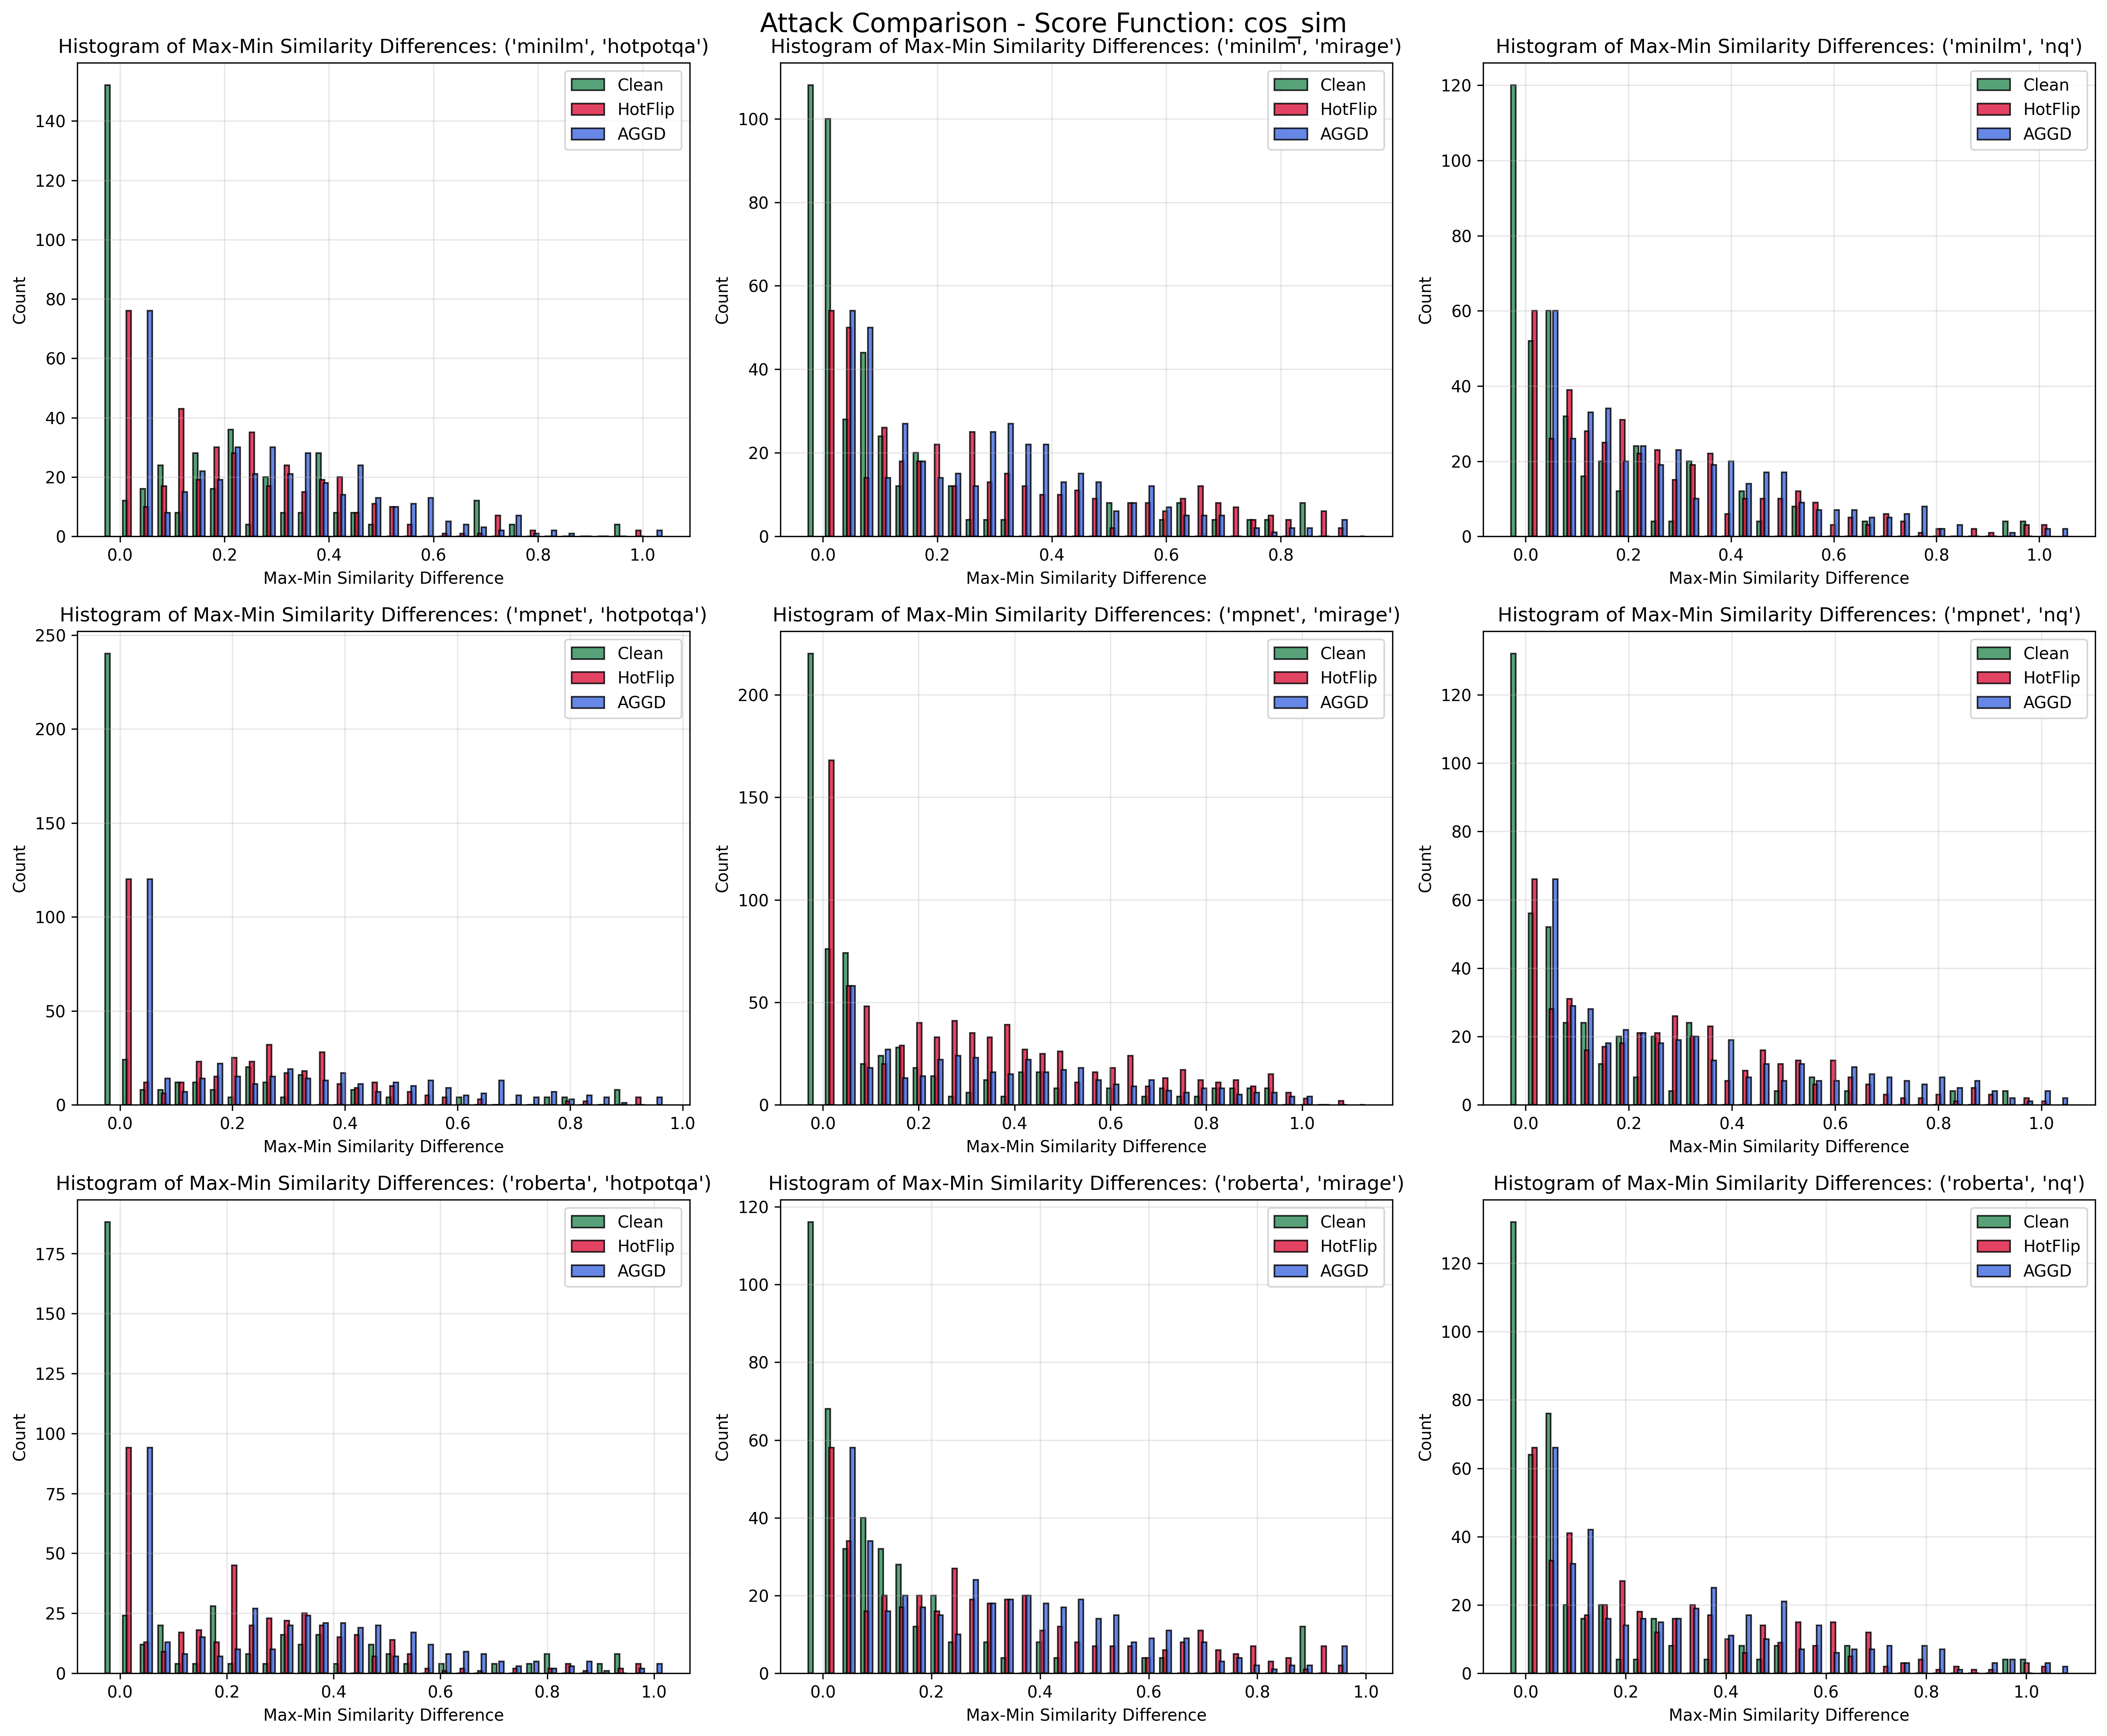 Attack Comparison - Score Function: cos_sim
Histogram of Max-Min Similarity Differences: ('minilm', 'hotpotqa')
Count
140
120
100
80
60
40
20
0
0.0 0.2 0.4 0.6 0.8 1.0
Max-Min Similarity Difference
Clean
HotFlip
AGGD
Histogram of Max-Min Similarity Differences: ('minilm', 'mirage')
Count
100
80
60
40
20
0
0.0 0.2 0.4 0.6 0.8
Max-Min Similarity Difference
Clean
HotFlip
AGGD
Histogram of Max-Min Similarity Differences: ('minilm', 'nq')
Count
120
100
80
60
40
20
0
0.0 0.2 0.4 0.6 0.8 1.0
Max-Min Similarity Difference
Clean
HotFlip
AGGD
Histogram of Max-Min Similarity Differences: ('mpnet', 'hotpotqa')
Count
250
200
150
100
50
0
0.0 0.2 0.4 0.6 0.8 1.0
Max-Min Similarity Difference
Clean
HotFlip
AGGD
Histogram of Max-Min Similarity Differences: ('mpnet', 'mirage')
Count
200
150
100
50
0
0.0 0.2 0.4 0.6 0.8 1.0
Max-Min Similarity Difference
Clean
HotFlip
AGGD
Histogram of Max-Min Similarity Differences: ('mpnet', 'nq')
Count
120
100
80
60
40
20
0
0.0 0.2 0.4 0.6 0.8 1.0
Max-Min Similarity Difference
Clean
HotFlip
AGGD
Histogram of Max-Min Similarity Differences: ('roberta', 'hotpotqa')
Count
175
150
125
100
75
50
25
0
0.0 0.2 0.4 0.6 0.8 1.0
Max-Min Similarity Difference
Clean
HotFlip
AGGD
Histogram of Max-Min Similarity Differences: ('roberta', 'mirage')
Count
120
100
80
60
40
20
0
0.0 0.2 0.4 0.6 0.8 1.0
Max-Min Similarity Difference
Clean
HotFlip
AGGD
Histogram of Max-Min Similarity Differences: ('roberta', 'nq')
Count
120
100
80
60
40
20
0
0.0 0.2 0.4 0.6 0.8 1.0
Max-Min Similarity Difference
Clean
HotFlip
AGGD